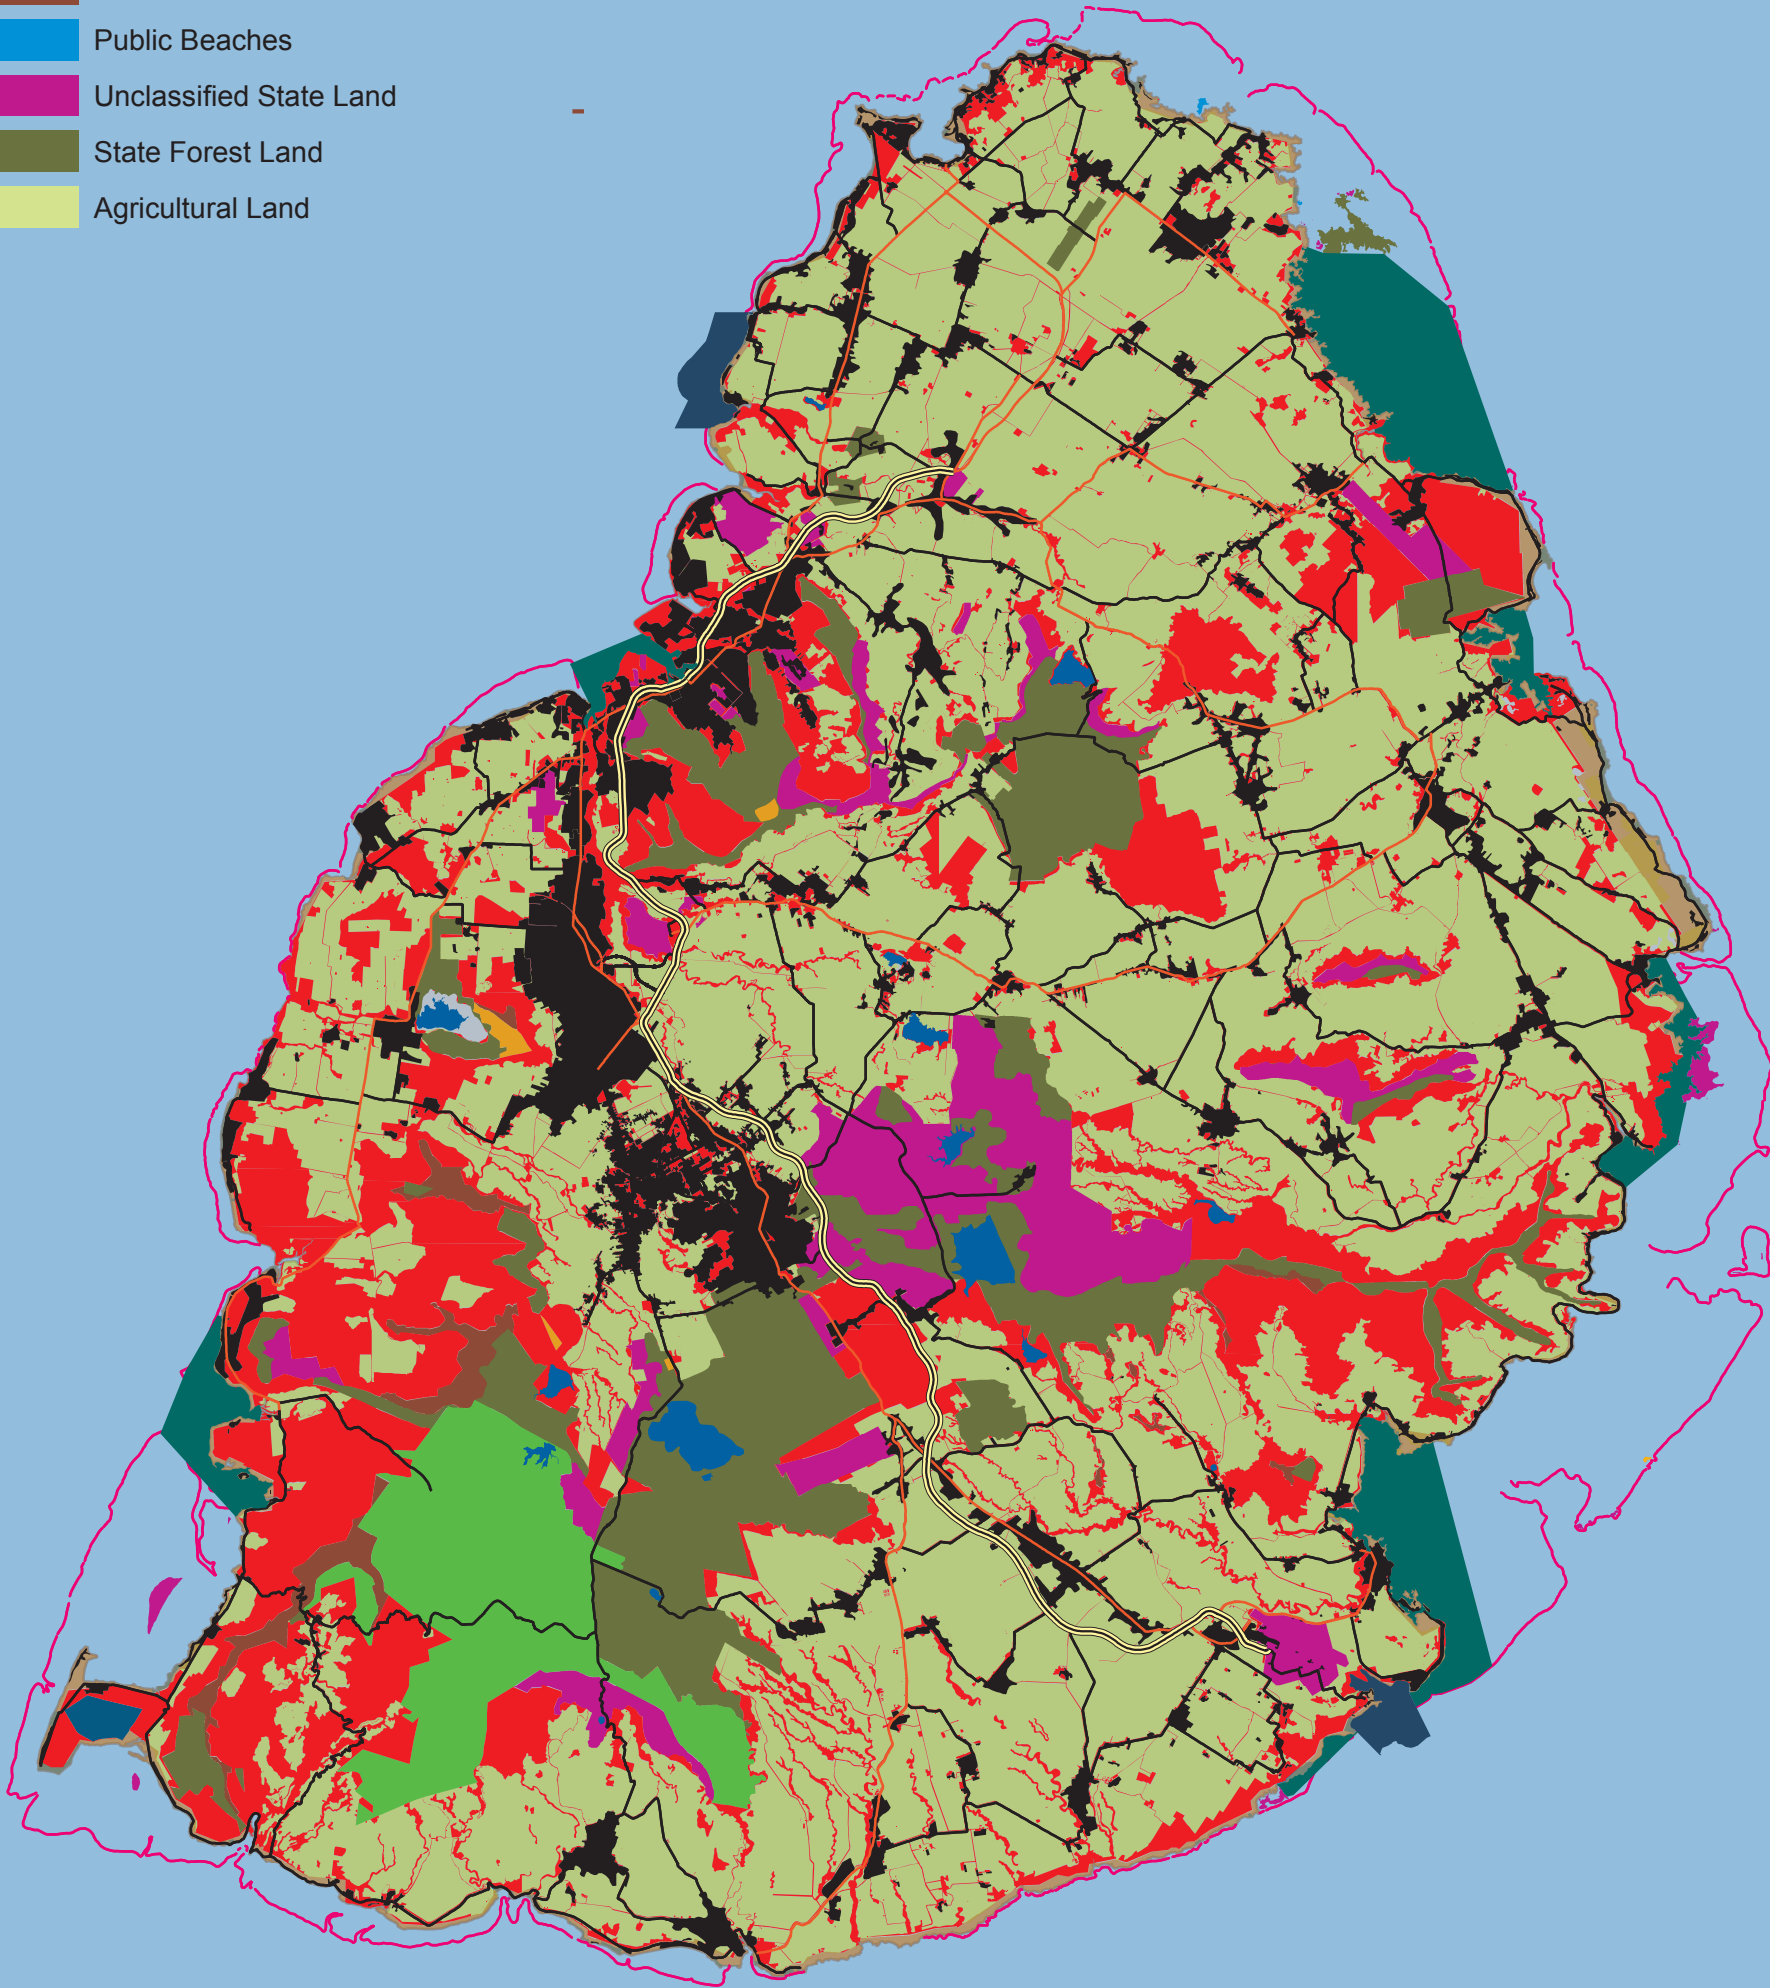 Public Beaches
Unclassified State Land
State Forest Land
Agricultural Land